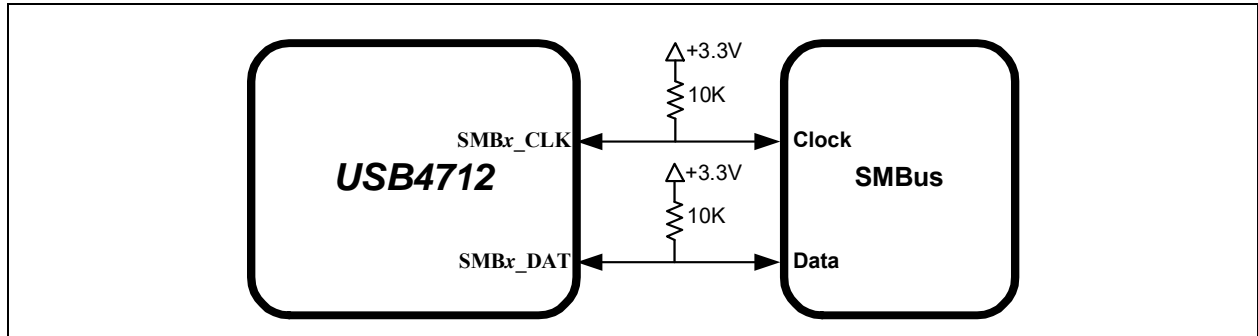 +3.3V
10K
SMBx_CLK
Clock
USB4712
+3.3V
SMBus
10K
SMBx_DAT
Data